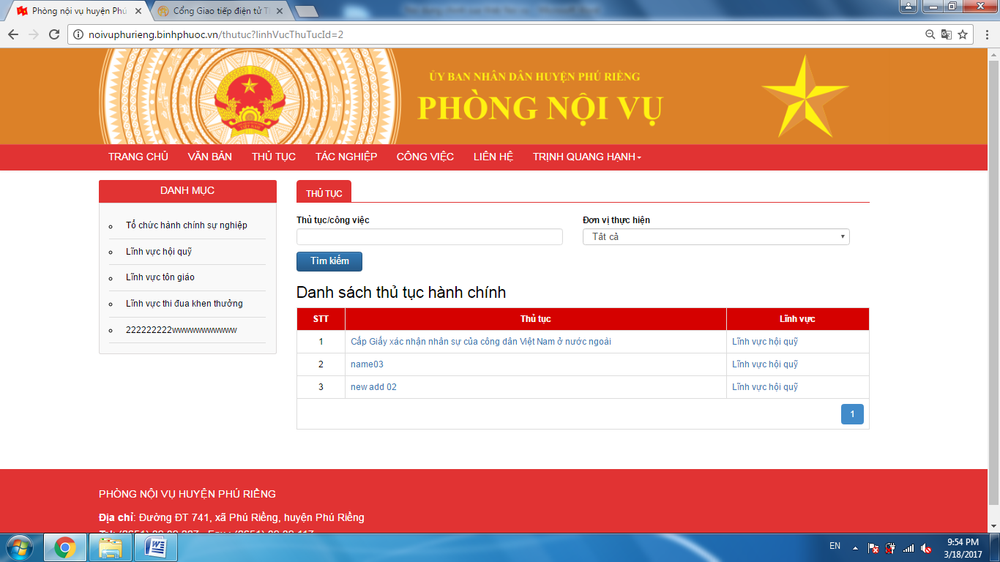 Phòng nội vụ huyện Phú
Cổng Giao tiếp điện tử T
noivuphurieng.binhphuoc.vn/thutuc?linhVucThuTucId=2
ỦY BAN NHÂN DÂN HUYỆN PHÚ RIỀNG
PHÒNG NỘI VỤ
TRANG CHỦ VĂN BẢN THỦ TỤC TÁC NGHIỆP CÔNG VIỆC LIÊN HỆ TRỊNH QUANG HẠNH
DANH MỤC
Tổ chức hành chính sự nghiệp
Lĩnh vực hội quỹ
Lĩnh vực tôn giáo
Lĩnh vực thi đua khen thưởng
222222222wwwwwwwwwww
THỦ TỤC
Thủ tục/công việc
Đơn vị thực hiện
Tất cả
Tìm kiếm
Danh sách thủ tục hành chính
STT Thủ tục Lĩnh vực
1 Cấp Giấy xác nhận nhân sự của công dân Việt Nam ở nước ngoài Lĩnh vực hội quỹ
2 name03 Lĩnh vực hội quỹ
3 new add 02 Lĩnh vực hội quỹ
1
PHÒNG NỘI VỤ HUYỆN PHÚ RIỀNG
Địa chỉ: Đường ĐT 741, xã Phú Riềng, huyện Phú Riềng
EN
9:54 PM
3/18/2017